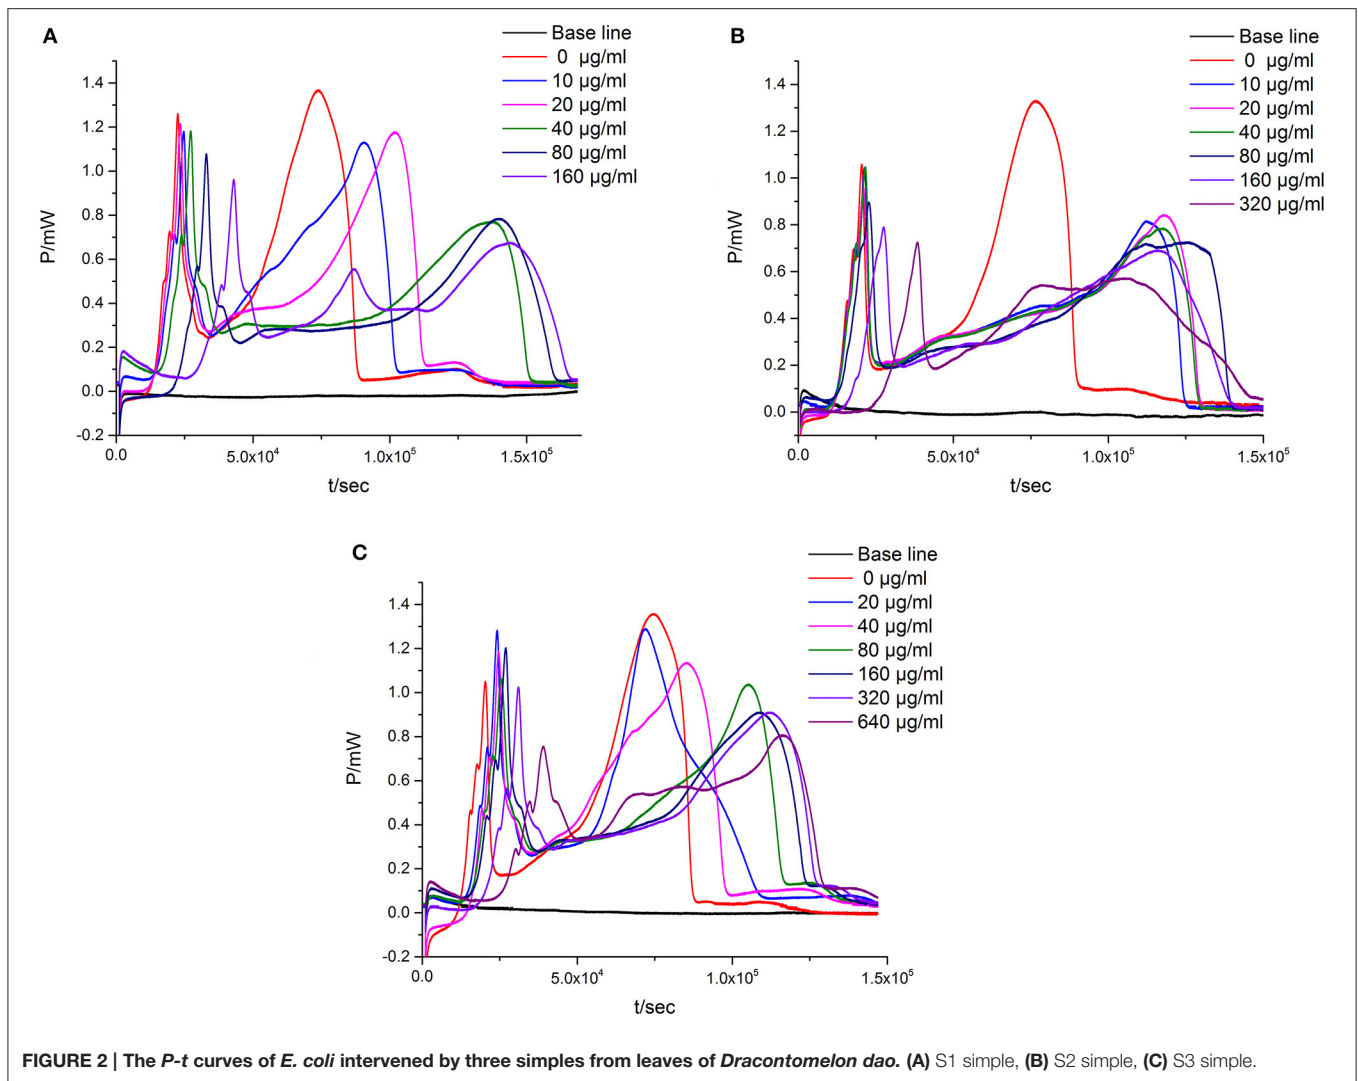 A
Base line
0 µg/ml
10 µg/ml
20 µg/ml
40 µg/ml
80 µg/ml
160 µg/ml
P/mW
1.4
1.2
1.0
0.8
0.6
0.4
0.2
0.0
-0.2
0.0 5.0x10⁴ 1.0x10⁵ 1.5x10⁵
t/sec
B
Base line
0 µg/ml
10 µg/ml
20 µg/ml
40 µg/ml
80 µg/ml
160 µg/ml
320 µg/ml
P/mW
1.4
1.2
1.0
0.8
0.6
0.4
0.2
0.0
0.0 5.0x10⁴ 1.0x10⁵ 1.5x10⁵
t/sec
C
Base line
0 µg/ml
20 µg/ml
40 µg/ml
80 µg/ml
160 µg/ml
320 µg/ml
640 µg/ml
P/mW
1.4
1.2
1.0
0.8
0.6
0.4
0.2
0.0
-0.2
0.0 5.0x10⁴ 1.0x10⁵ 1.5x10⁵
t/sec
FIGURE 2 | The P-t curves of E. coli intervened by three simples from leaves of Dracontomelon dao. (A) S1 simple, (B) S2 simple, (C) S3 simple.